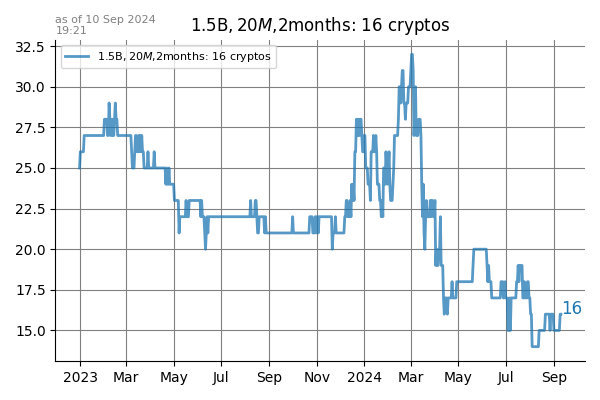 as of 10 Sep 2024
19:21
1.5B, 20M,2months: 16 cryptos
1.5B, 20M,2months: 16 cryptos
32.5
30.0
27.5
25.0
22.5
20.0
17.5
15.0
16
2023 Mar May Jul Sep Nov 2024 Mar May Jul Sep